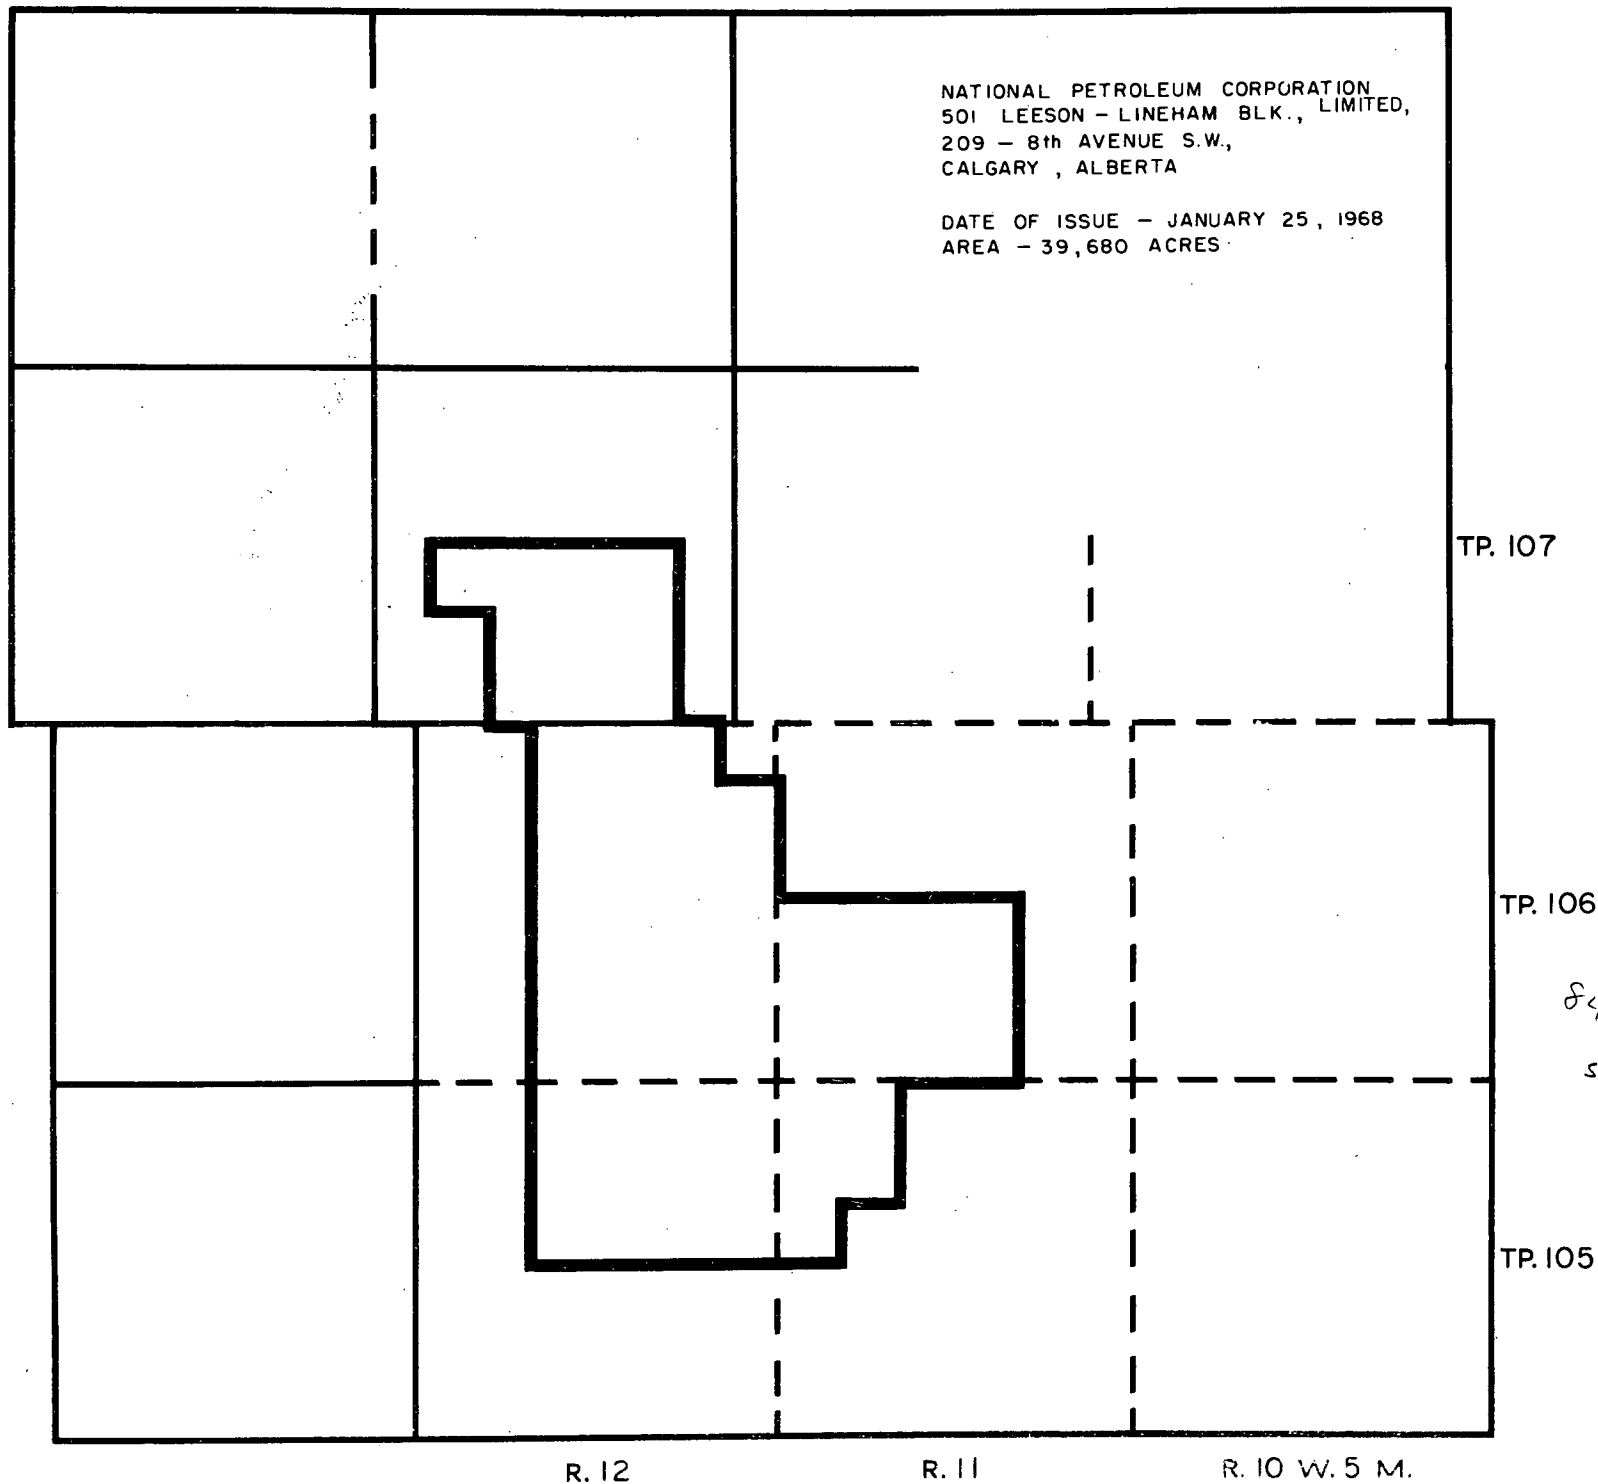 NATIONAL PETROLEUM CORPORATION LIMITED,
501 LEESON – LINEHAM BLK.,
209 – 8th AVENUE S.W.,
CALGARY , ALBERTA
DATE OF ISSUE – JANUARY 25 , 1968
AREA – 39,680 ACRES
TP. 107
TP. 106
TP. 105
R. 12
R. 11
R. 10 W. 5 M.